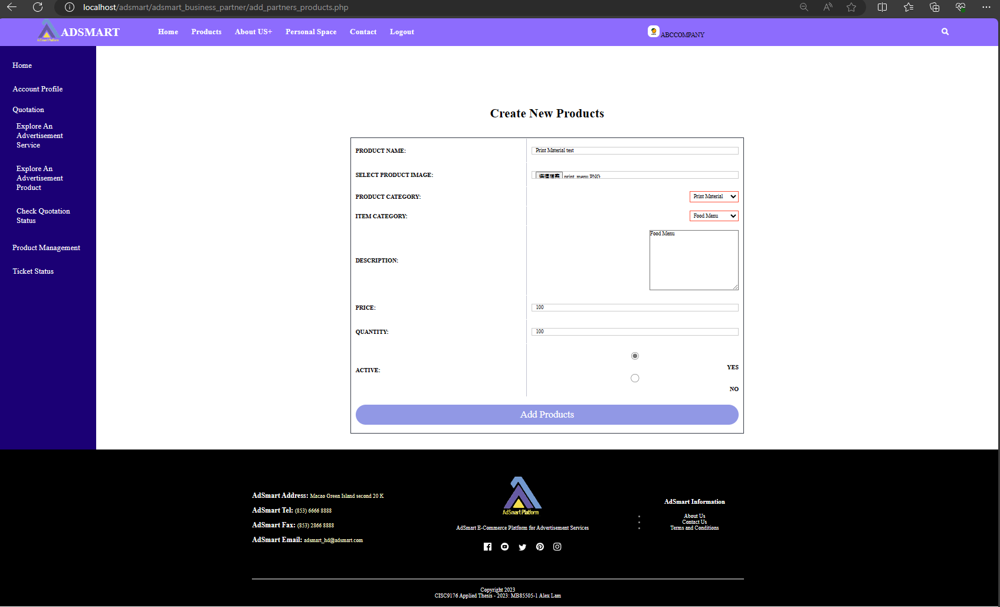 localhost/adsmart/adsmart_business_partner/add_partners_products.php
ADSMART
Home
Products
About US+
Personal Space
Contact
Logout
ABCCOMPANY
Home
Account Profile
Quotation
Explore An
Advertisement
Service
Explore An
Advertisement
Product
Check Quotation
Status
Product Management
Ticket Status
Create New Products
PRODUCT NAME:
Print Material test
SELECT PRODUCT IMAGE:
選擇檔案 print_menu.PNG
PRODUCT CATEGORY:
Print Material
ITEM CATEGORY:
Food Menu
DESCRIPTION:
Food Menu
PRICE:
100
QUANTITY:
100
ACTIVE:
YES
NO
Add Products
AdSmart Address: Macao Green Island second 20 K
AdSmart Tel: (853) 6666 8888
AdSmart Fax: (853) 2866 8888
AdSmart Email: adsmart_hd@adsmart.com
AdSmart Platform
AdSmart E-Commerce Platform for Advertisement Services
AdSmart Information
About Us
Contact Us
Terms and Conditions
Copyright 2023
CISC9176 Applied Thesis - 2023: MB85505-1 Alex Lam